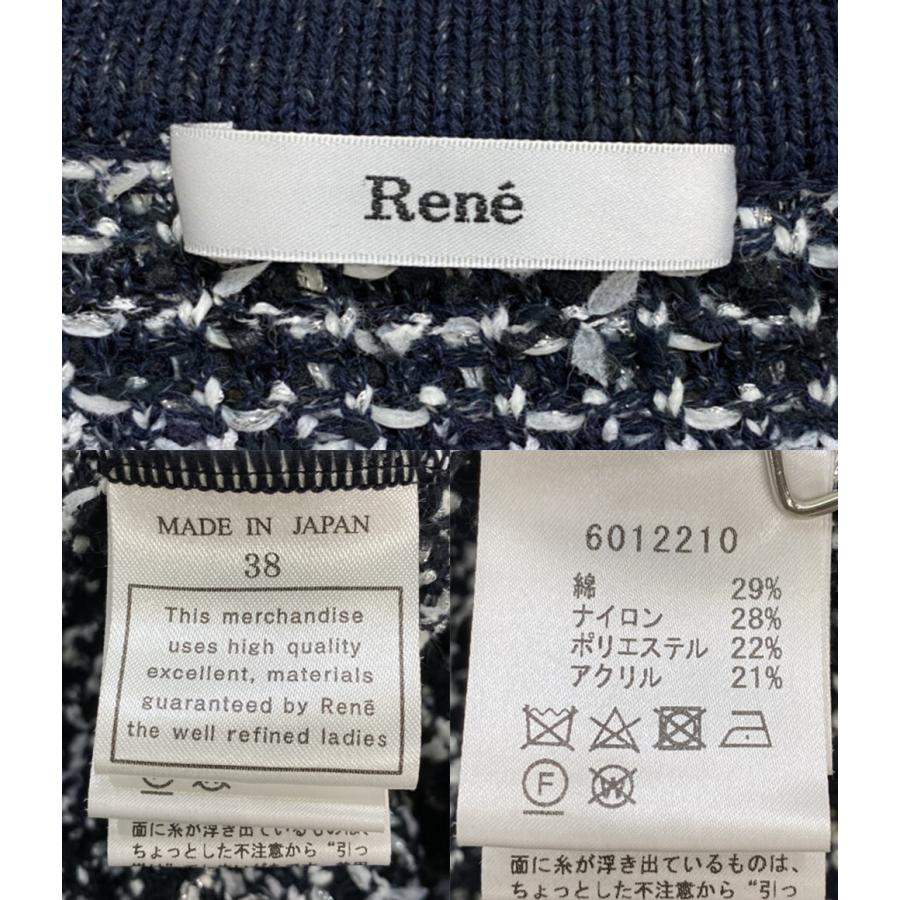 René
MADE IN JAPAN
38
This merchandise
uses high quality
excellent, materials
guaranteed by René
the well refined ladies
面に糸が浮き出ているものは、
ちょっとした不注意から“引っ
6012210
綿 29%
ナイロン 28%
ポリエステル 22%
アクリル 21%
F W
面に糸が浮き出ているものは、
ちょっとした不注意から“引っ